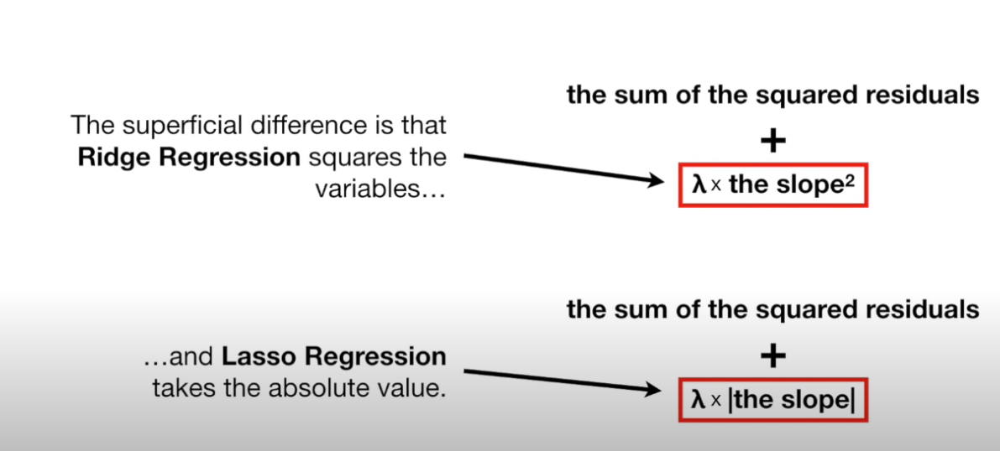 the sum of the squared residuals
The superficial difference is that
Ridge Regression squares the
variables…
+
λ x the slope²
the sum of the squared residuals
…and Lasso Regression
takes the absolute value.
+
λ x |the slope|